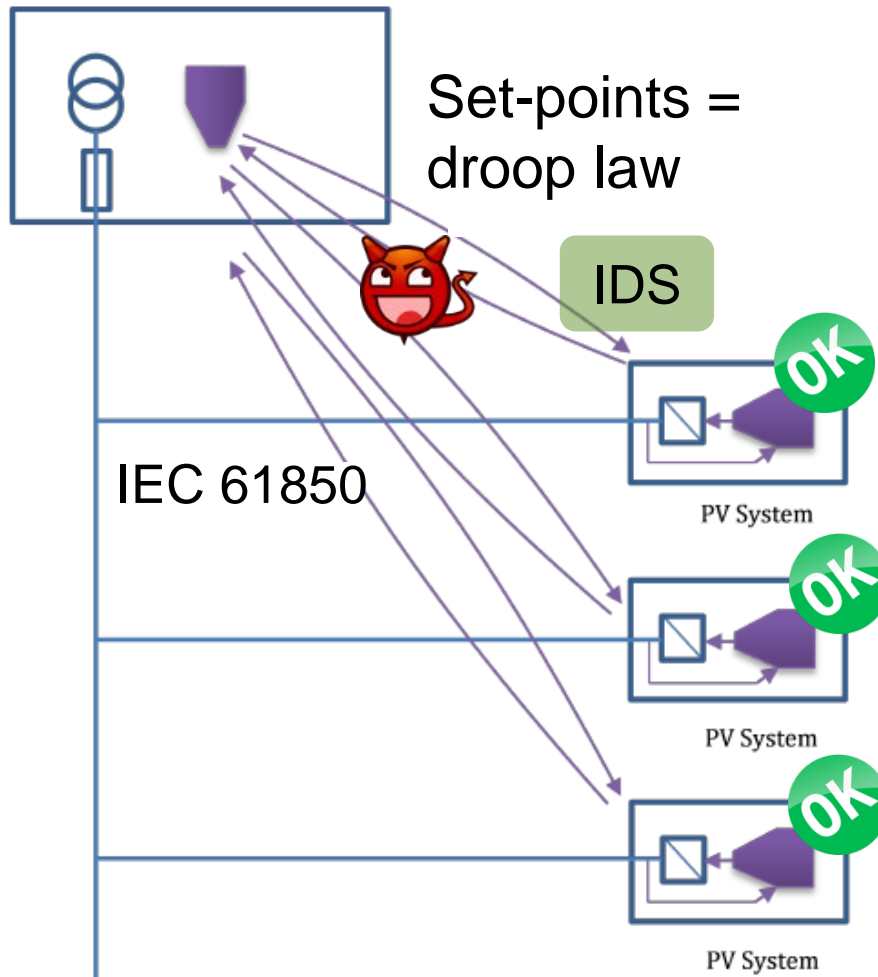 Set-points =
droop law
IDS
OK
IEC 61850
PV System
OK
PV System
OK
PV System